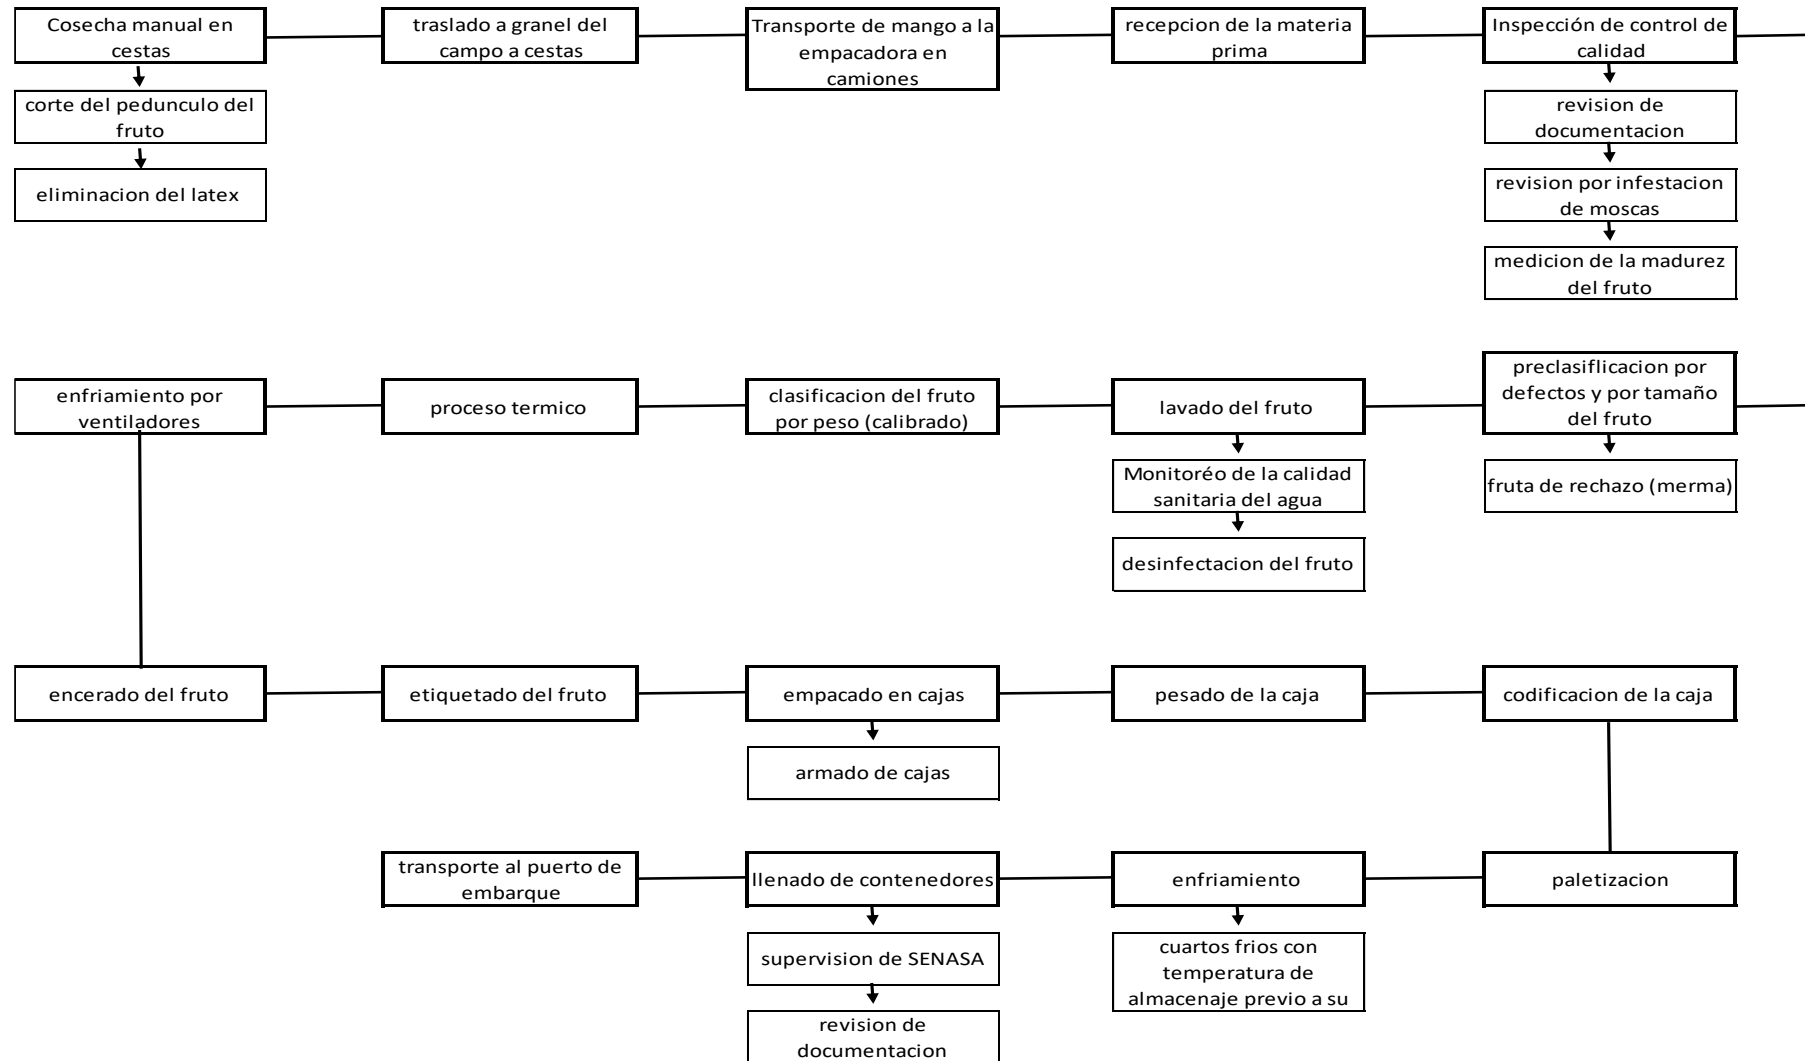 Cosecha manual en
cestas
traslado a granel del
campo a cestas
Transporte de mango a la
empacadora en
camiones
recepcion de la materia
prima
Inspección de control de
calidad
corte del pedunculo del
fruto
eliminacion del latex
revision de
documentacion
revision por infestacion
de moscas
medicion de la madurez
del fruto
enfriamiento por
ventiladores
proceso termico
clasificacion del fruto
por peso (calibrado)
lavado del fruto
preclasiflicacion por
defectos y por tamaño
del fruto
Monitoréo de la calidad
sanitaria del agua
desinfectacion del fruto
fruta de rechazo (merma)
encerado del fruto
etiquetado del fruto
empacado en cajas
pesado de la caja
codificacion de la caja
armado de cajas
transporte al puerto de
embarque
llenado de contenedores
enfriamiento
paletizacion
supervision de SENASA
revision de
documentacion
cuartos frios con
temperatura de
almacenaje previo a su